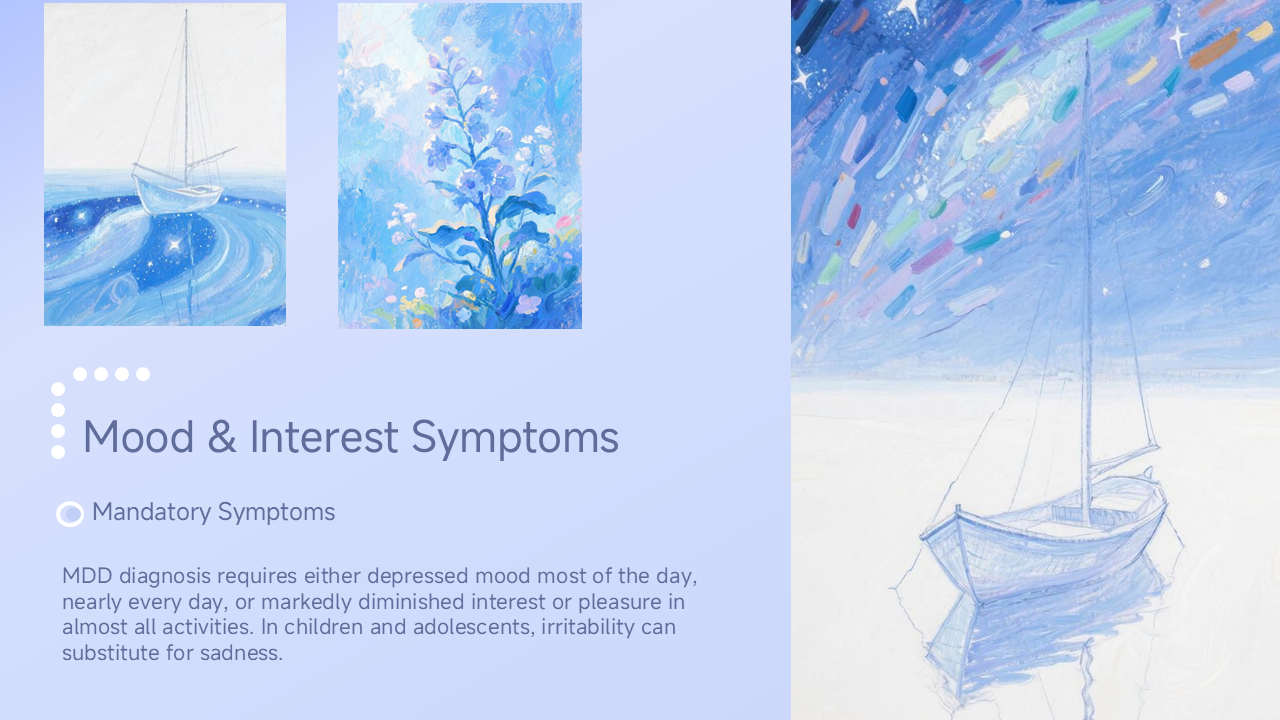 Mood & Interest Symptoms
Mandatory Symptoms
MDD diagnosis requires either depressed mood most of the day,
nearly every day, or markedly diminished interest or pleasure in
almost all activities. In children and adolescents, irritability can
substitute for sadness.